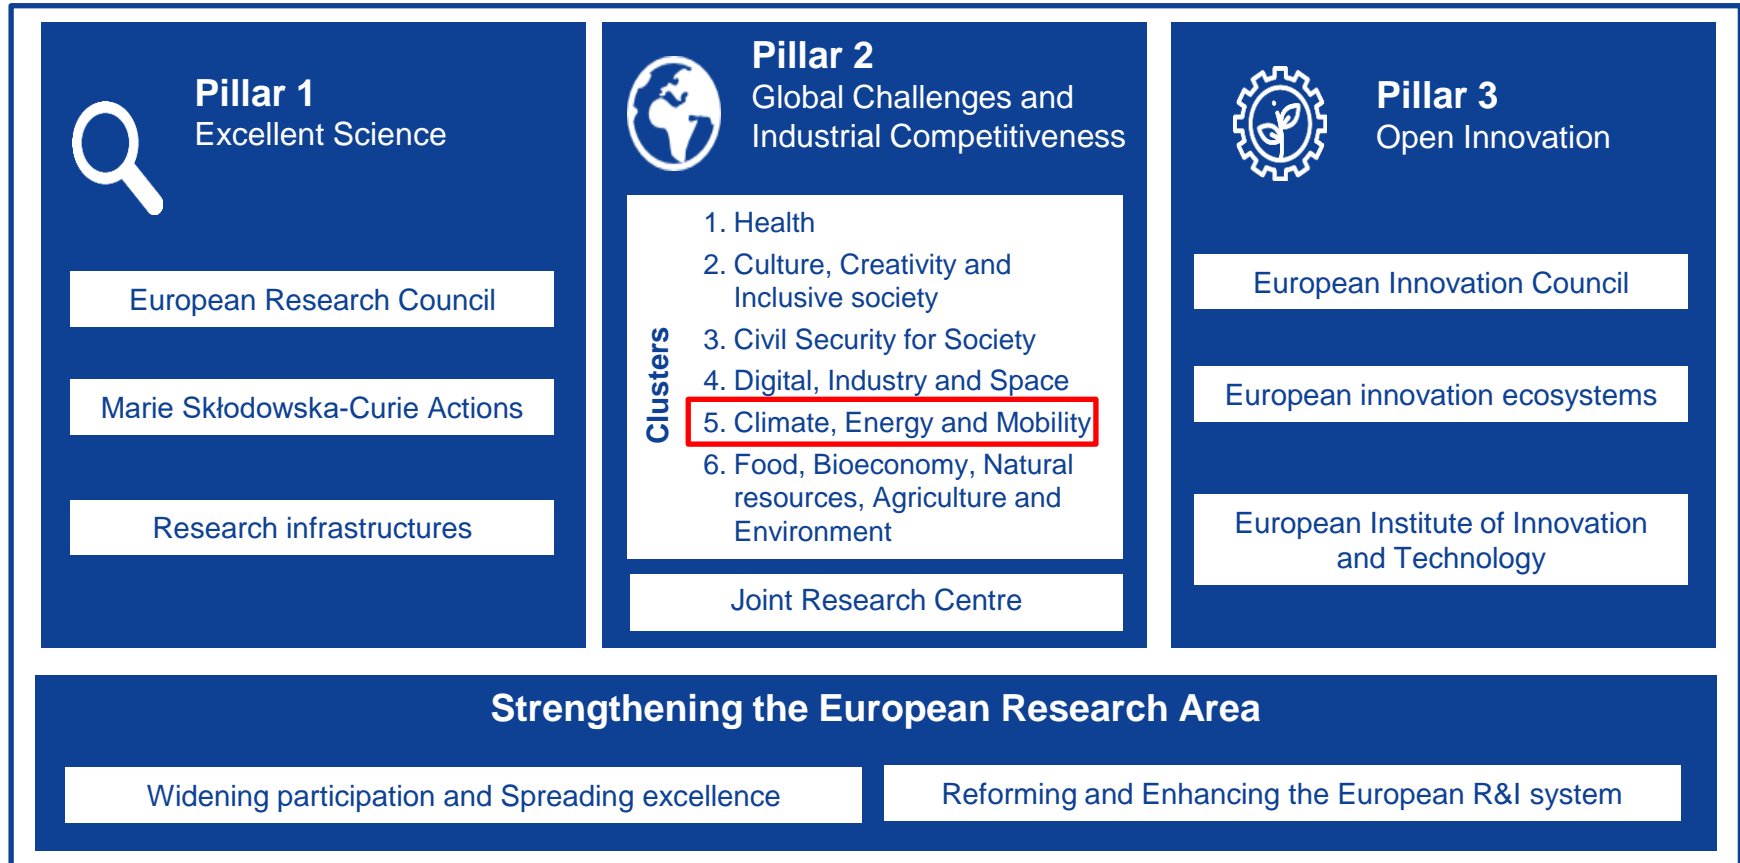 Pillar 1
Excellent Science
European Research Council
Marie Skłodowska-Curie Actions
Research infrastructures
Pillar 2
Global Challenges and
Industrial Competitiveness
Clusters
1. Health
2. Culture, Creativity and
Inclusive society
3. Civil Security for Society
4. Digital, Industry and Space
5. Climate, Energy and Mobility
6. Food, Bioeconomy, Natural
resources, Agriculture and
Environment
Joint Research Centre
Pillar 3
Open Innovation
European Innovation Council
European innovation ecosystems
European Institute of Innovation
and Technology
Strengthening the European Research Area
Widening participation and Spreading excellence
Reforming and Enhancing the European R&I system